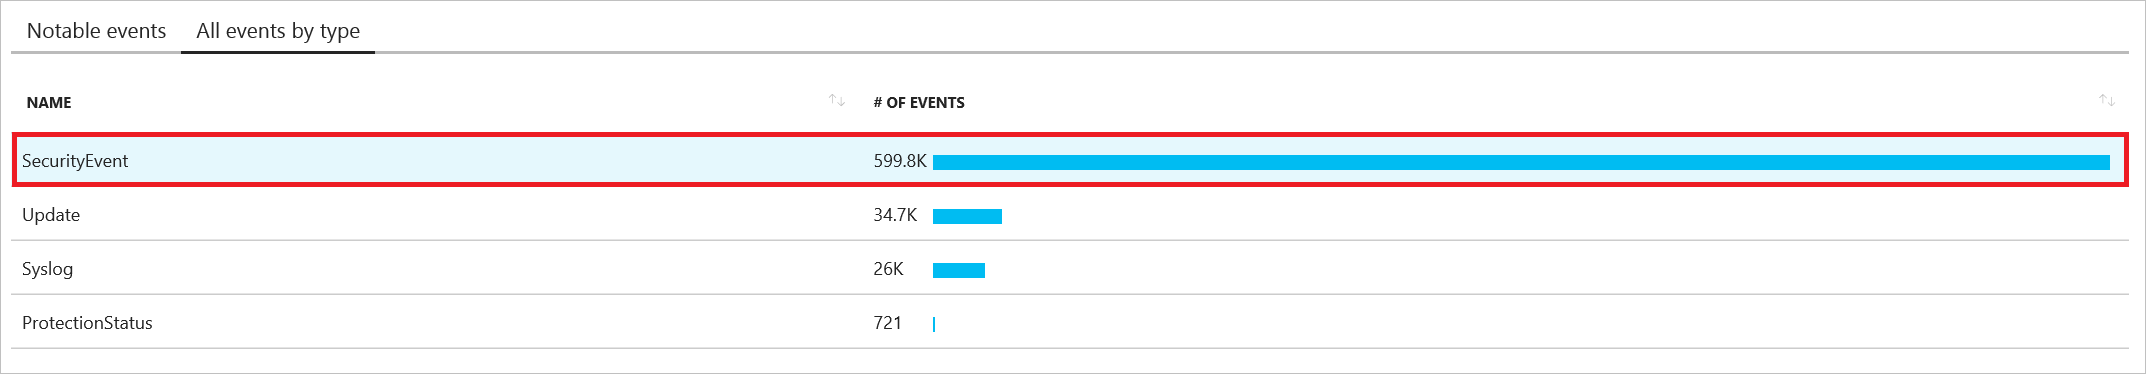 Notable events All events by type
NAME # OF EVENTS
SecurityEvent 599.8K
Update 34.7K
Syslog 26K
ProtectionStatus 721